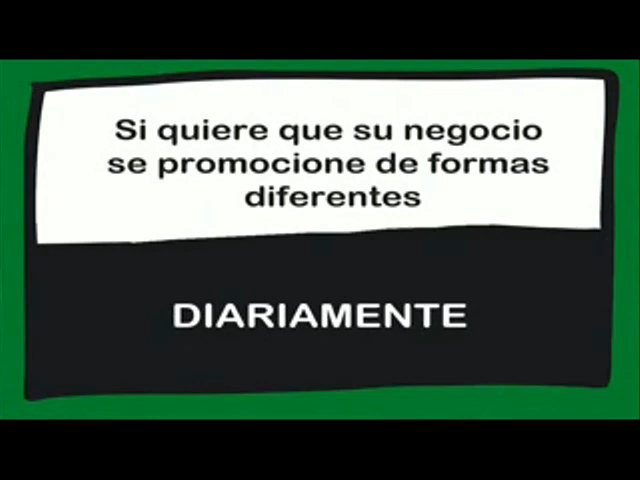 Si quiere que su negocio
se promocione de formas
diferentes
DIARIAMENTE